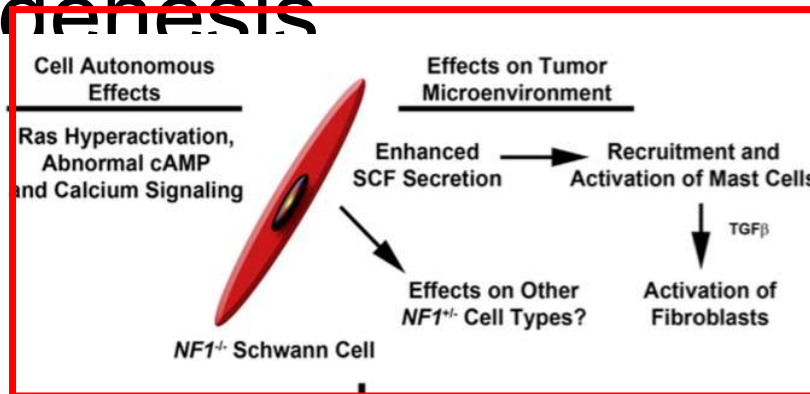 genesis
Cell Autonomous
Effects
Ras Hyperactivation,
Abnormal cAMP
and Calcium Signaling
NF1-/- Schwann Cell
Effects on Tumor
Microenvironment
Enhanced
SCF Secretion
Recruitment and
Activation of Mast Cells
TGFβ
Effects on Other
NF1+/- Cell Types?
Activation of
Fibroblasts